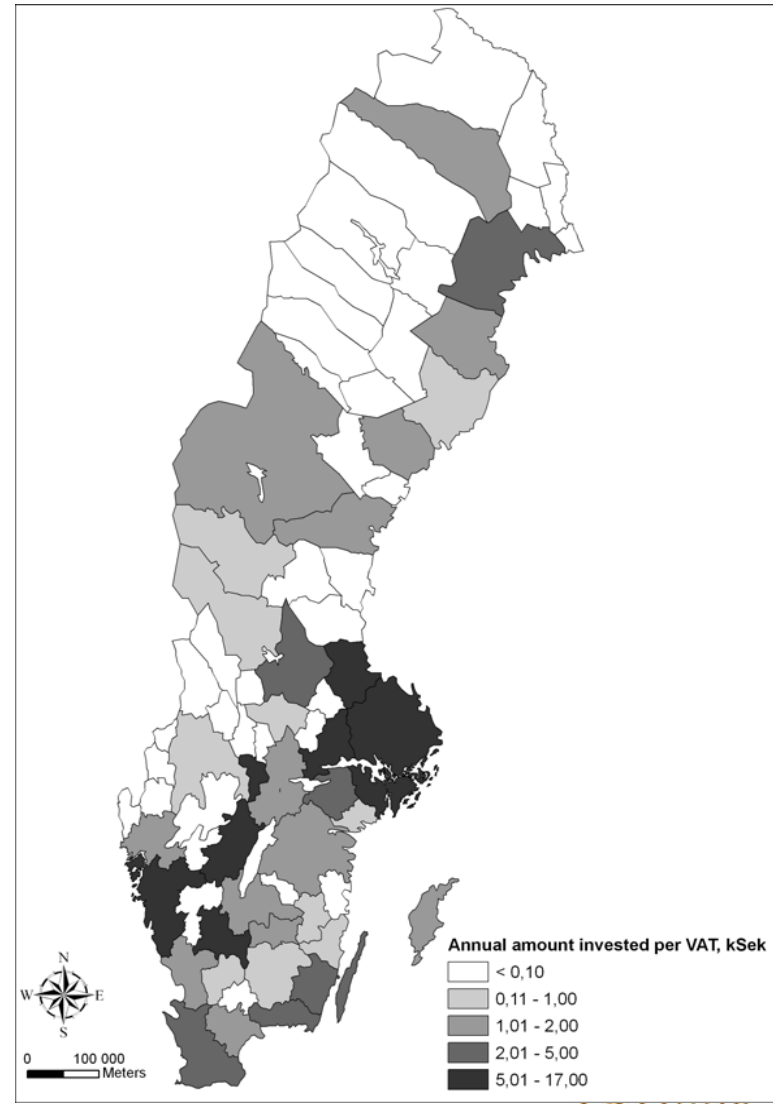 Annual amount invested per VAT, kSek
< 0,10
0,11 - 1,00
1,01 - 2,00
2,01 - 5,00
5,01 - 17,00
N
W E
S
0 100 000
Meters